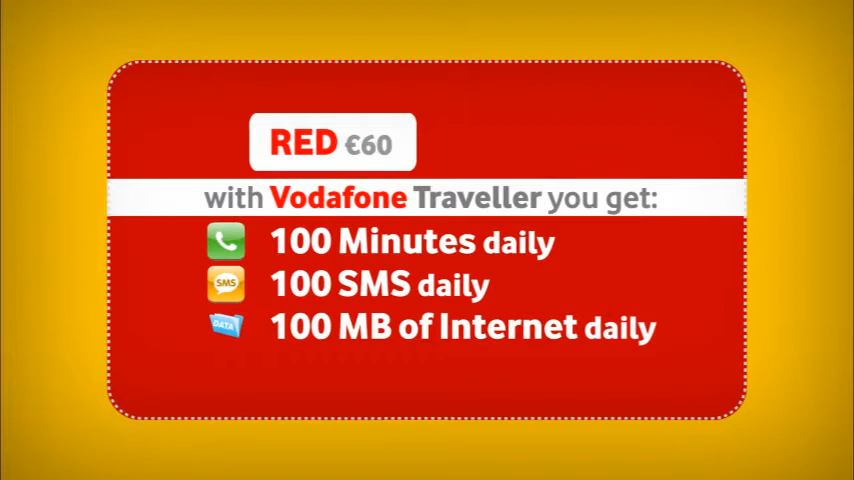 RED €60
with Vodafone Traveller you get:
100 Minutes daily
SMS
100 SMS daily
DATA
100 MB of Internet daily